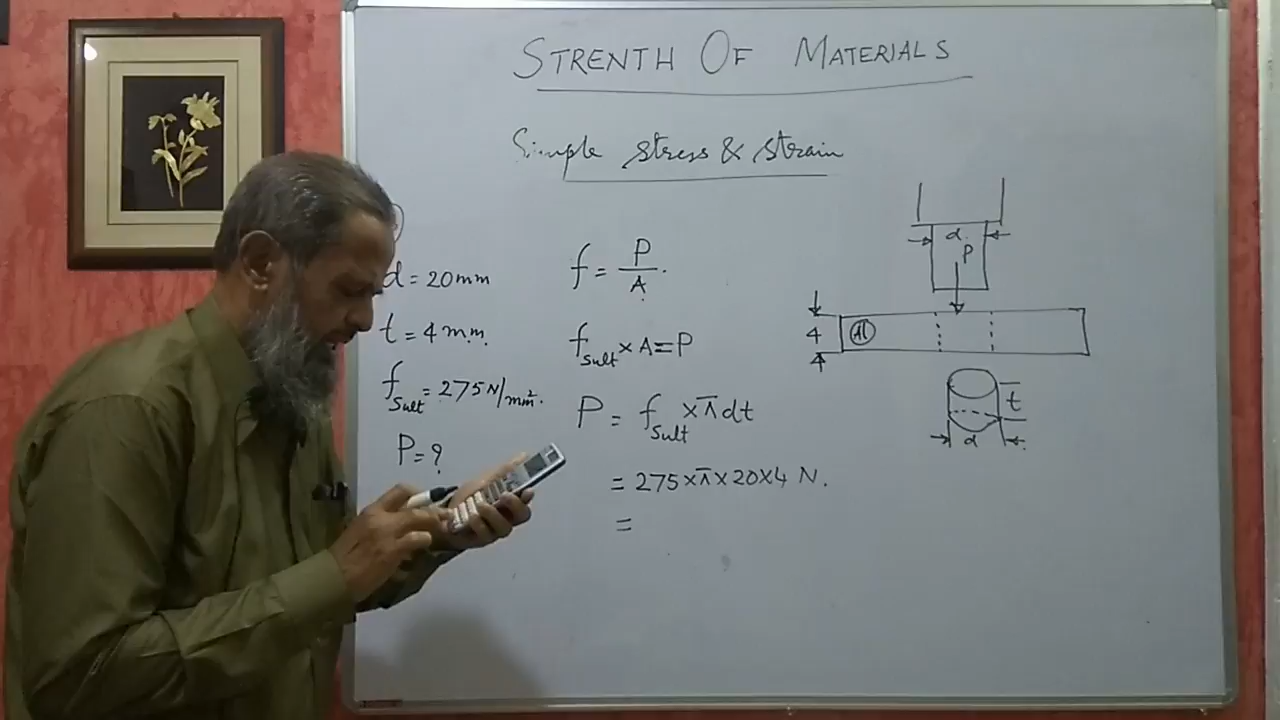 STRENTH OF MATERIALS
Simple stress & strain
d = 20mm
t = 4 m.m.
fsult = 275 N/mm².
P = ?
f = P/A.
fsult × A = P
P = fsult × π dt
= 275 × π × 20 × 4 N.
=
d
P
4
Al
t
d